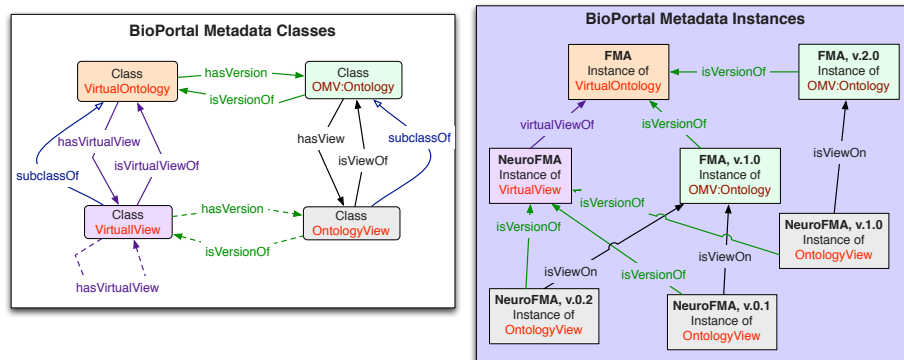 BioPortal Metadata Classes
Class
VirtualOntology
hasVersion
isVersionOf
Class
OMV:Ontology
hasVirtualView
isVirtualViewOf
subclassOf
hasView
isViewOf
subclassOf
Class
VirtuallView
hasVersion
isVersionOf
Class
OntologyView
hasVirtualView
BioPortal Metadata Instances
FMA
Instance of
VirtualOntology
isVersionOf
FMA, v.2.0
Instance of
OMV:Ontology
virtualViewOf
isVersionOf
isViewOn
NeuroFMA
Instance of
VirtualView
FMA, v.1.0
Instance of
OMV:Ontology
isVersionOf
isVersionOf
NeuroFMA, v.1.0
Instance of
OntologyView
isViewOn
isVersionOf
isViewOn
NeuroFMA, v.0.2
Instance of
OntologyView
NeuroFMA, v.0.1
Instance of
OntologyView